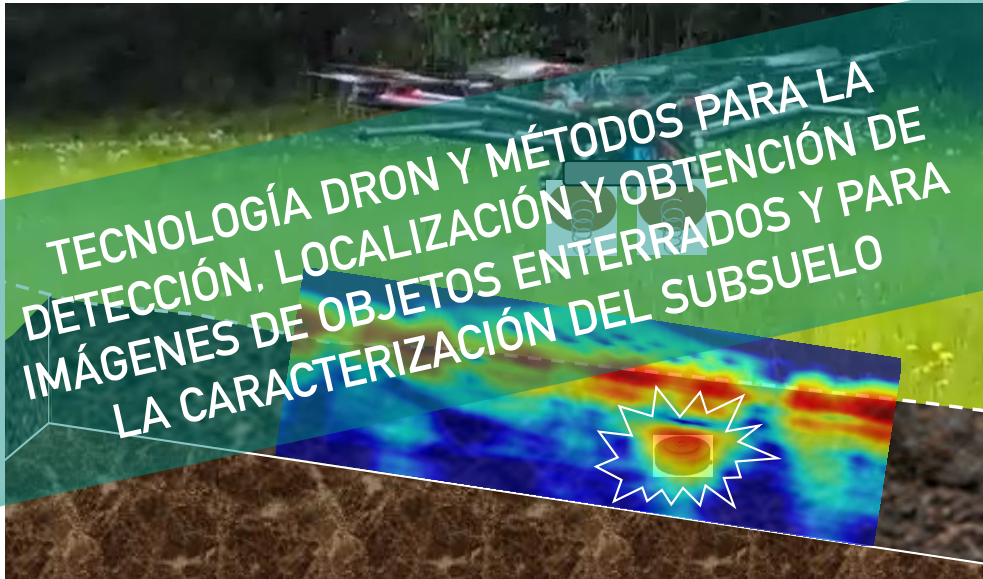 TECNOLOGÍA DRON Y MÉTODOS PARA LA
DETECCIÓN, LOCALIZACIÓN Y OBTENCIÓN DE
IMÁGENES DE OBJETOS ENTERRADOS Y PARA
LA CARACTERIZACIÓN DEL SUBSUELO